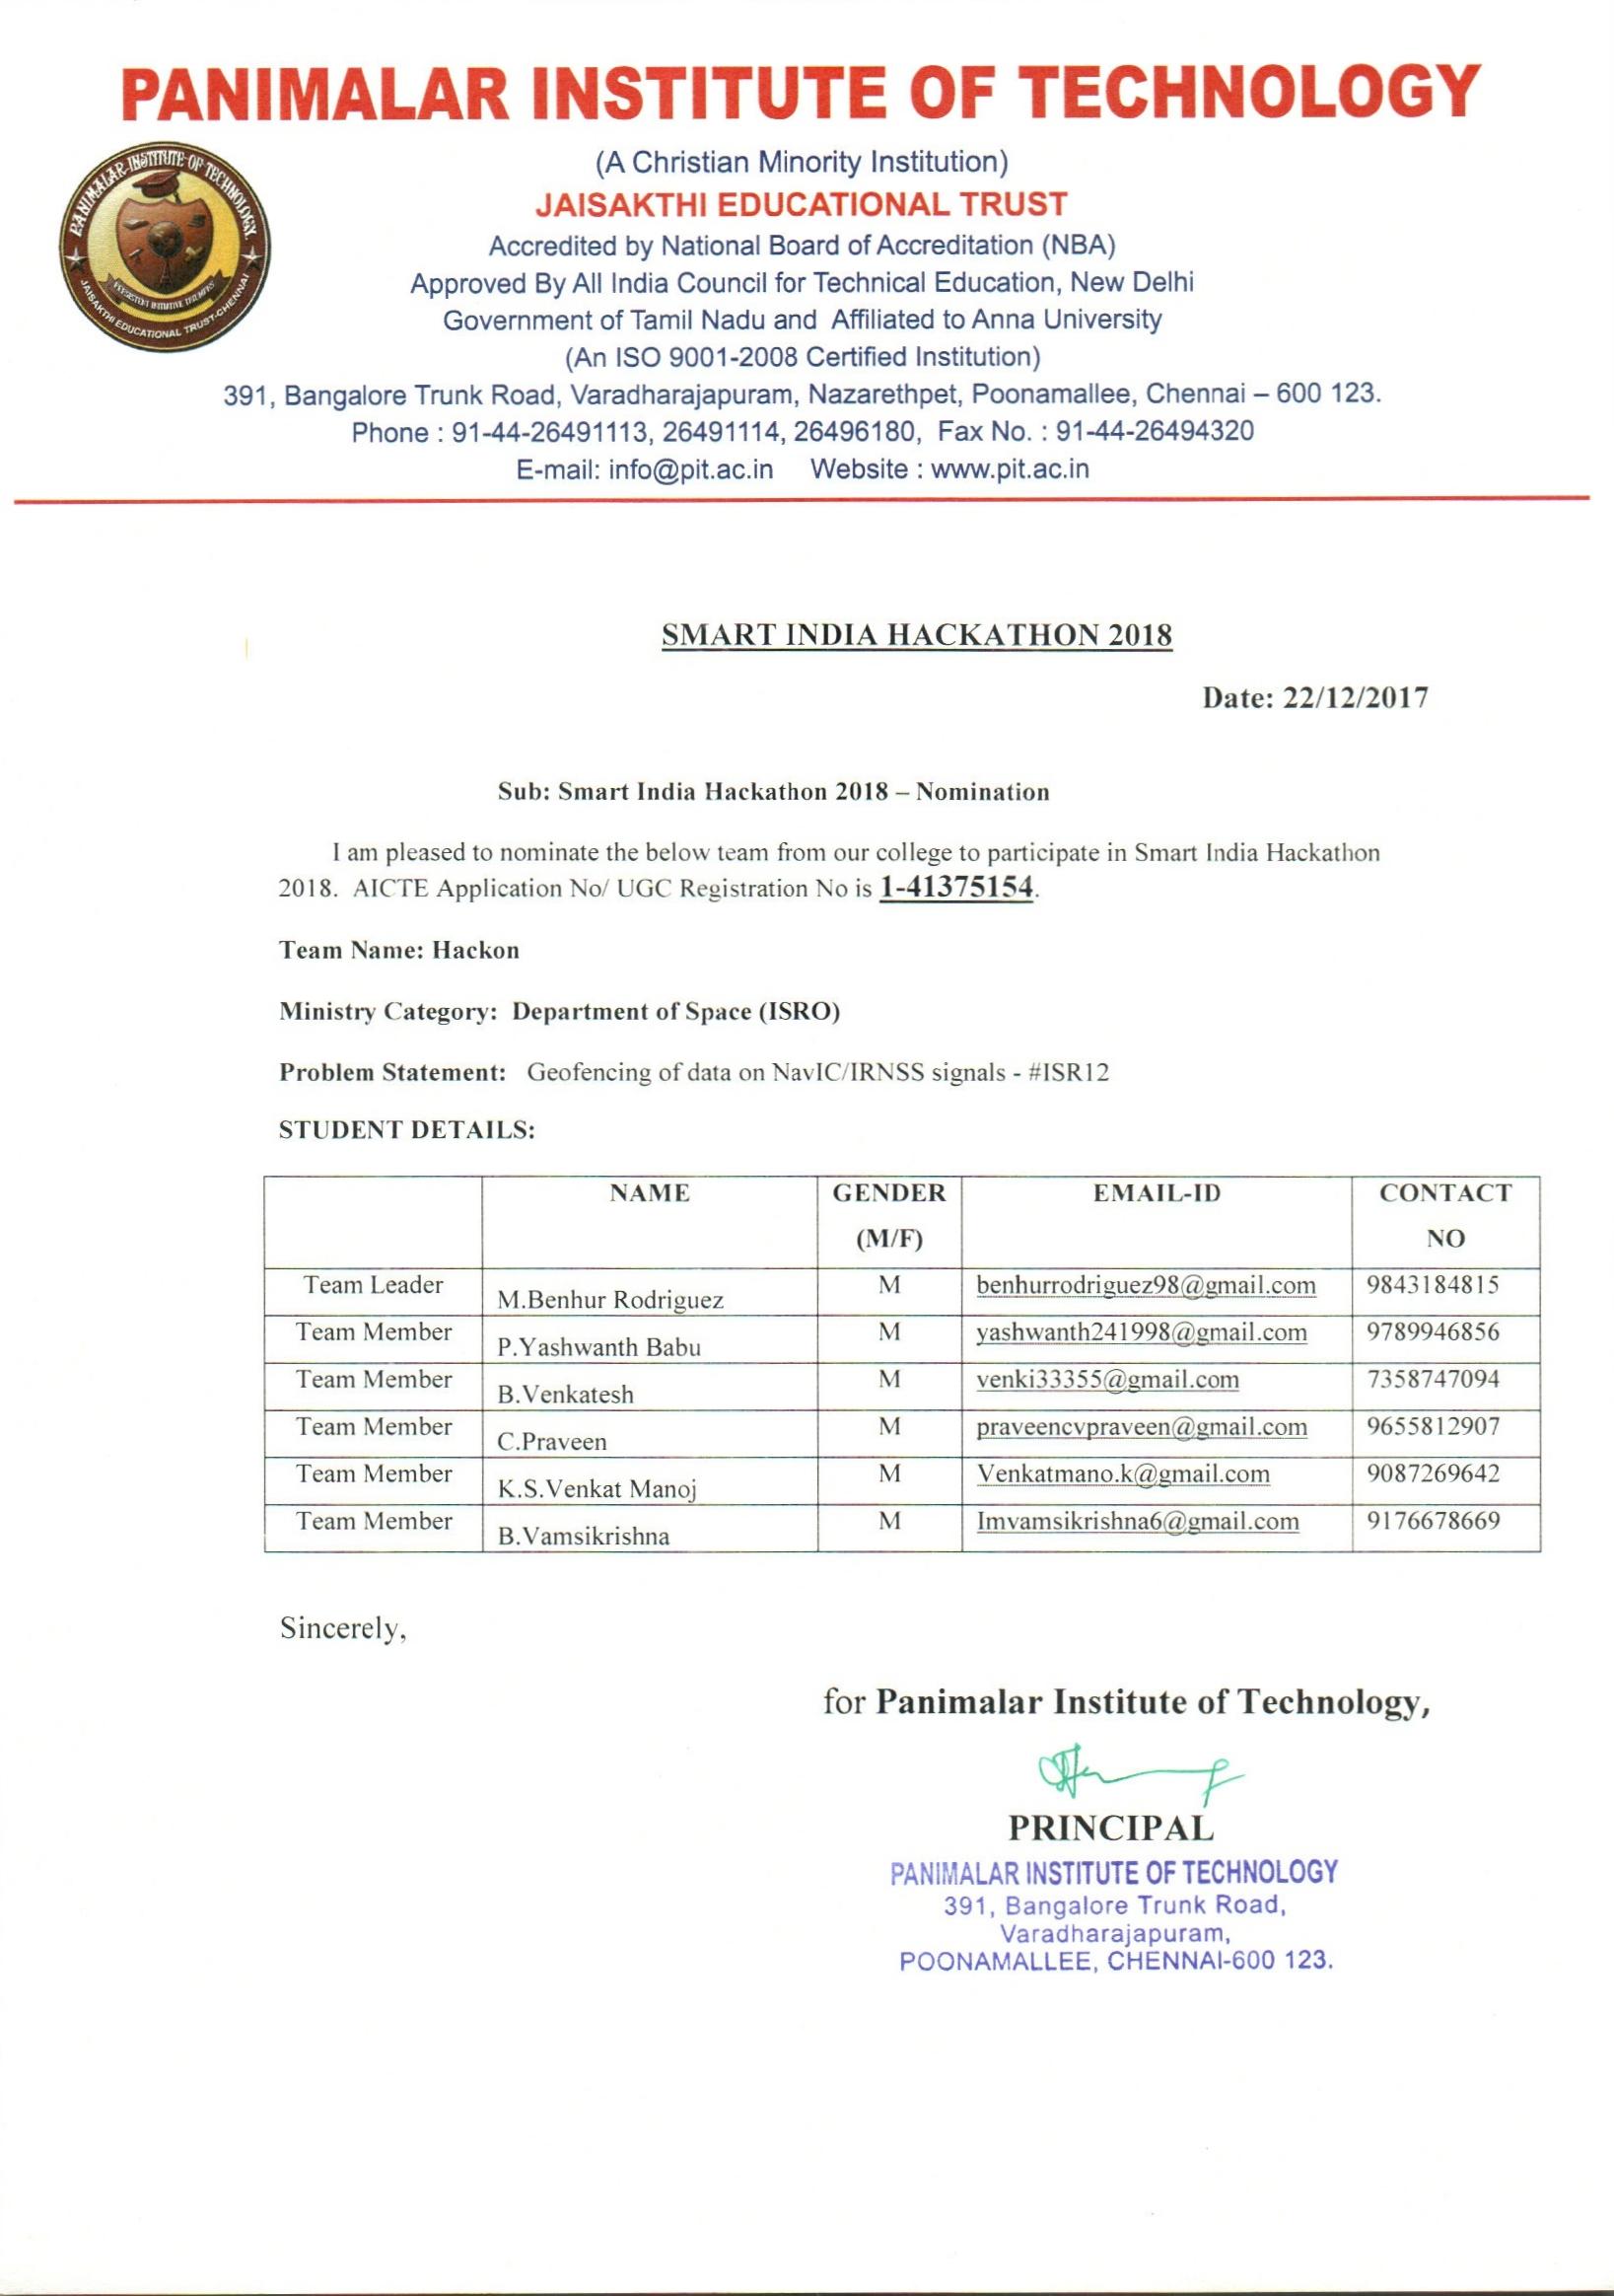 PANIMALAR INSTITUTE OF TECHNOLOGY
(A Christian Minority Institution)
JAISAKTHI EDUCATIONAL TRUST
Accredited by National Board of Accreditation (NBA)
Approved By All India Council for Technical Education, New Delhi
Government of Tamil Nadu and Affiliated to Anna University
(An ISO 9001-2008 Certified Institution)
391, Bangalore Trunk Road, Varadharajapuram, Nazarethpet, Poonamallee, Chennai – 600 123.
Phone : 91-44-26491113, 26491114, 26496180, Fax No. : 91-44-26494320
E-mail: info@pit.ac.in Website : www.pit.ac.in
PANIMALAR INSTITUTE OF TECHNOLOGY
JAISAKTHI EDUCATIONAL TRUST-CHENNAI
SMART INDIA HACKATHON 2018
Date: 22/12/2017
Sub: Smart India Hackathon 2018 – Nomination
I am pleased to nominate the below team from our college to participate in Smart India Hackathon
2018. AICTE Application No/ UGC Registration No is 1-41375154.
Team Name: Hackon
Ministry Category: Department of Space (ISRO)
Problem Statement: Geofencing of data on NavIC/IRNSS signals - #ISR12
STUDENT DETAILS:
NAME GENDER (M/F) EMAIL-ID CONTACT NO
Team Leader M.Benhur Rodriguez M benhurrodriguez98@gmail.com 9843184815
Team Member P.Yashwanth Babu M yashwanth241998@gmail.com 9789946856
Team Member B.Venkatesh M venki33355@gmail.com 7358747094
Team Member C.Praveen M praveencvpraveen@gmail.com 9655812907
Team Member K.S.Venkat Manoj M Venkatmano.k@gmail.com 9087269642
Team Member B.Vamsikrishna M Imvamsikrishna6@gmail.com 9176678669
Sincerely,
for Panimalar Institute of Technology,
PRINCIPAL
PANIMALAR INSTITUTE OF TECHNOLOGY
391, Bangalore Trunk Road,
Varadharajapuram,
POONAMALLEE, CHENNAI-600 123.